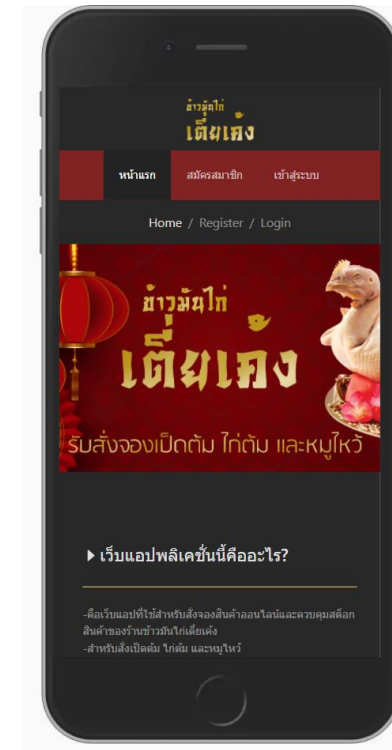 ข้าวมันไก่
เตี่ยเคง
หน้าแรก สมัครสมาชิก เข้าสู่ระบบ
Home / Register / Login
ข้าวมันไก่
เตี่ยเคง
รับสั่งจองเป็ดต้ม ไก่ต้ม และหมูไหว้
เว็บแอปพลิเคชั่นนี้คืออะไร?
-คือเว็บแอปที่ใช้สำหรับสั่งจองสินค้าออนไลน์และควบคุมสต็อก
สินค้าของร้านข้าวมันไก่เตี่ยเค้ง
-สำหรับสั่งเป็ดต้ม ไก่ต้ม และหมูไหว้